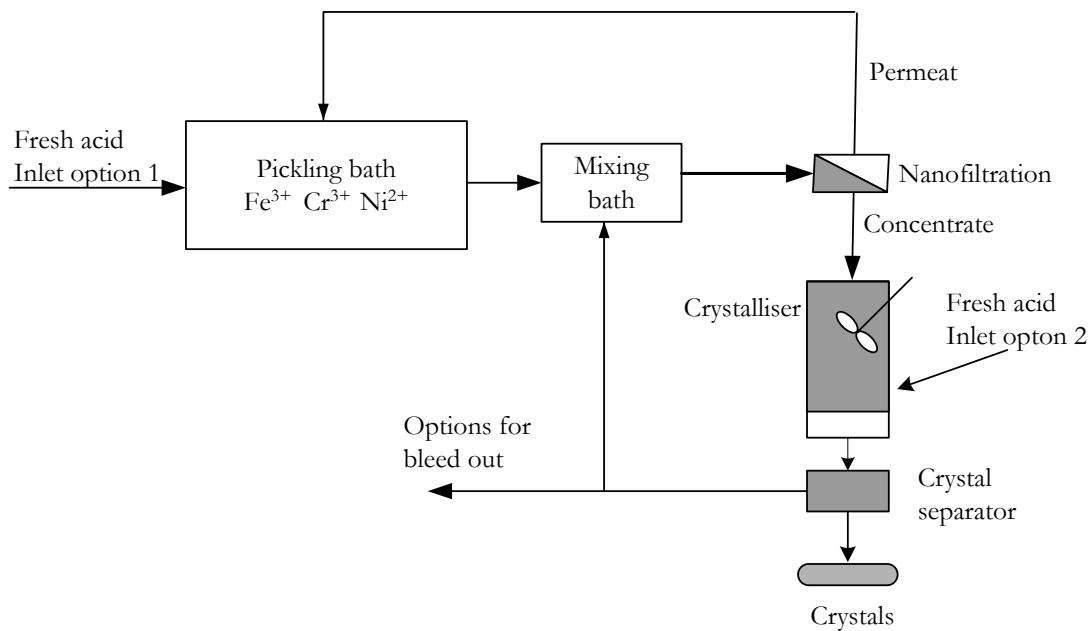 Permeat
Fresh acid
Inlet option 1
Pickling bath
Fe³⁺ Cr³⁺ Ni²⁺
Mixing
bath
Nanofiltration
Concentrate
Crystalliser
Fresh acid
Inlet opton 2
Options for
bleed out
Crystal
separator
Crystals